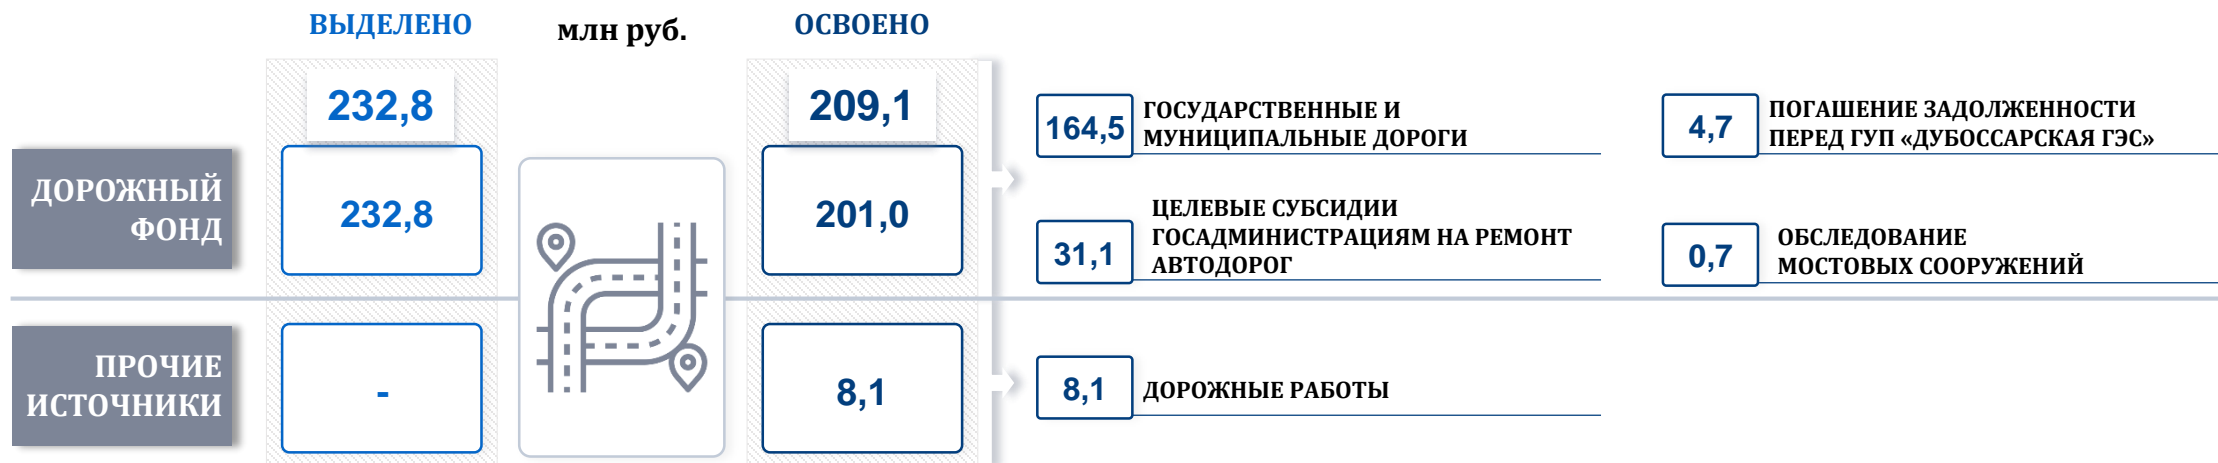 ВЫДЕЛЕНО
млн руб.
ОСВОЕНО
232,8
209,1
ДОРОЖНЫЙ
ФОНД
232,8
201,0
164,5
ГОСУДАРСТВЕННЫЕ И
МУНИЦИПАЛЬНЫЕ ДОРОГИ
4,7
ПОГАШЕНИЕ ЗАДОЛЖЕННОСТИ
ПЕРЕД ГУП «ДУБОССАРСКАЯ ГЭС»
31,1
ЦЕЛЕВЫЕ СУБСИДИИ
ГОСАДМИНИСТРАЦИЯМ НА РЕМОНТ
АВТОДОРОГ
0,7
ОБСЛЕДОВАНИЕ
МОСТОВЫХ СООРУЖЕНИЙ
ПРОЧИЕ
ИСТОЧНИКИ
-
8,1
8,1
ДОРОЖНЫЕ РАБОТЫ